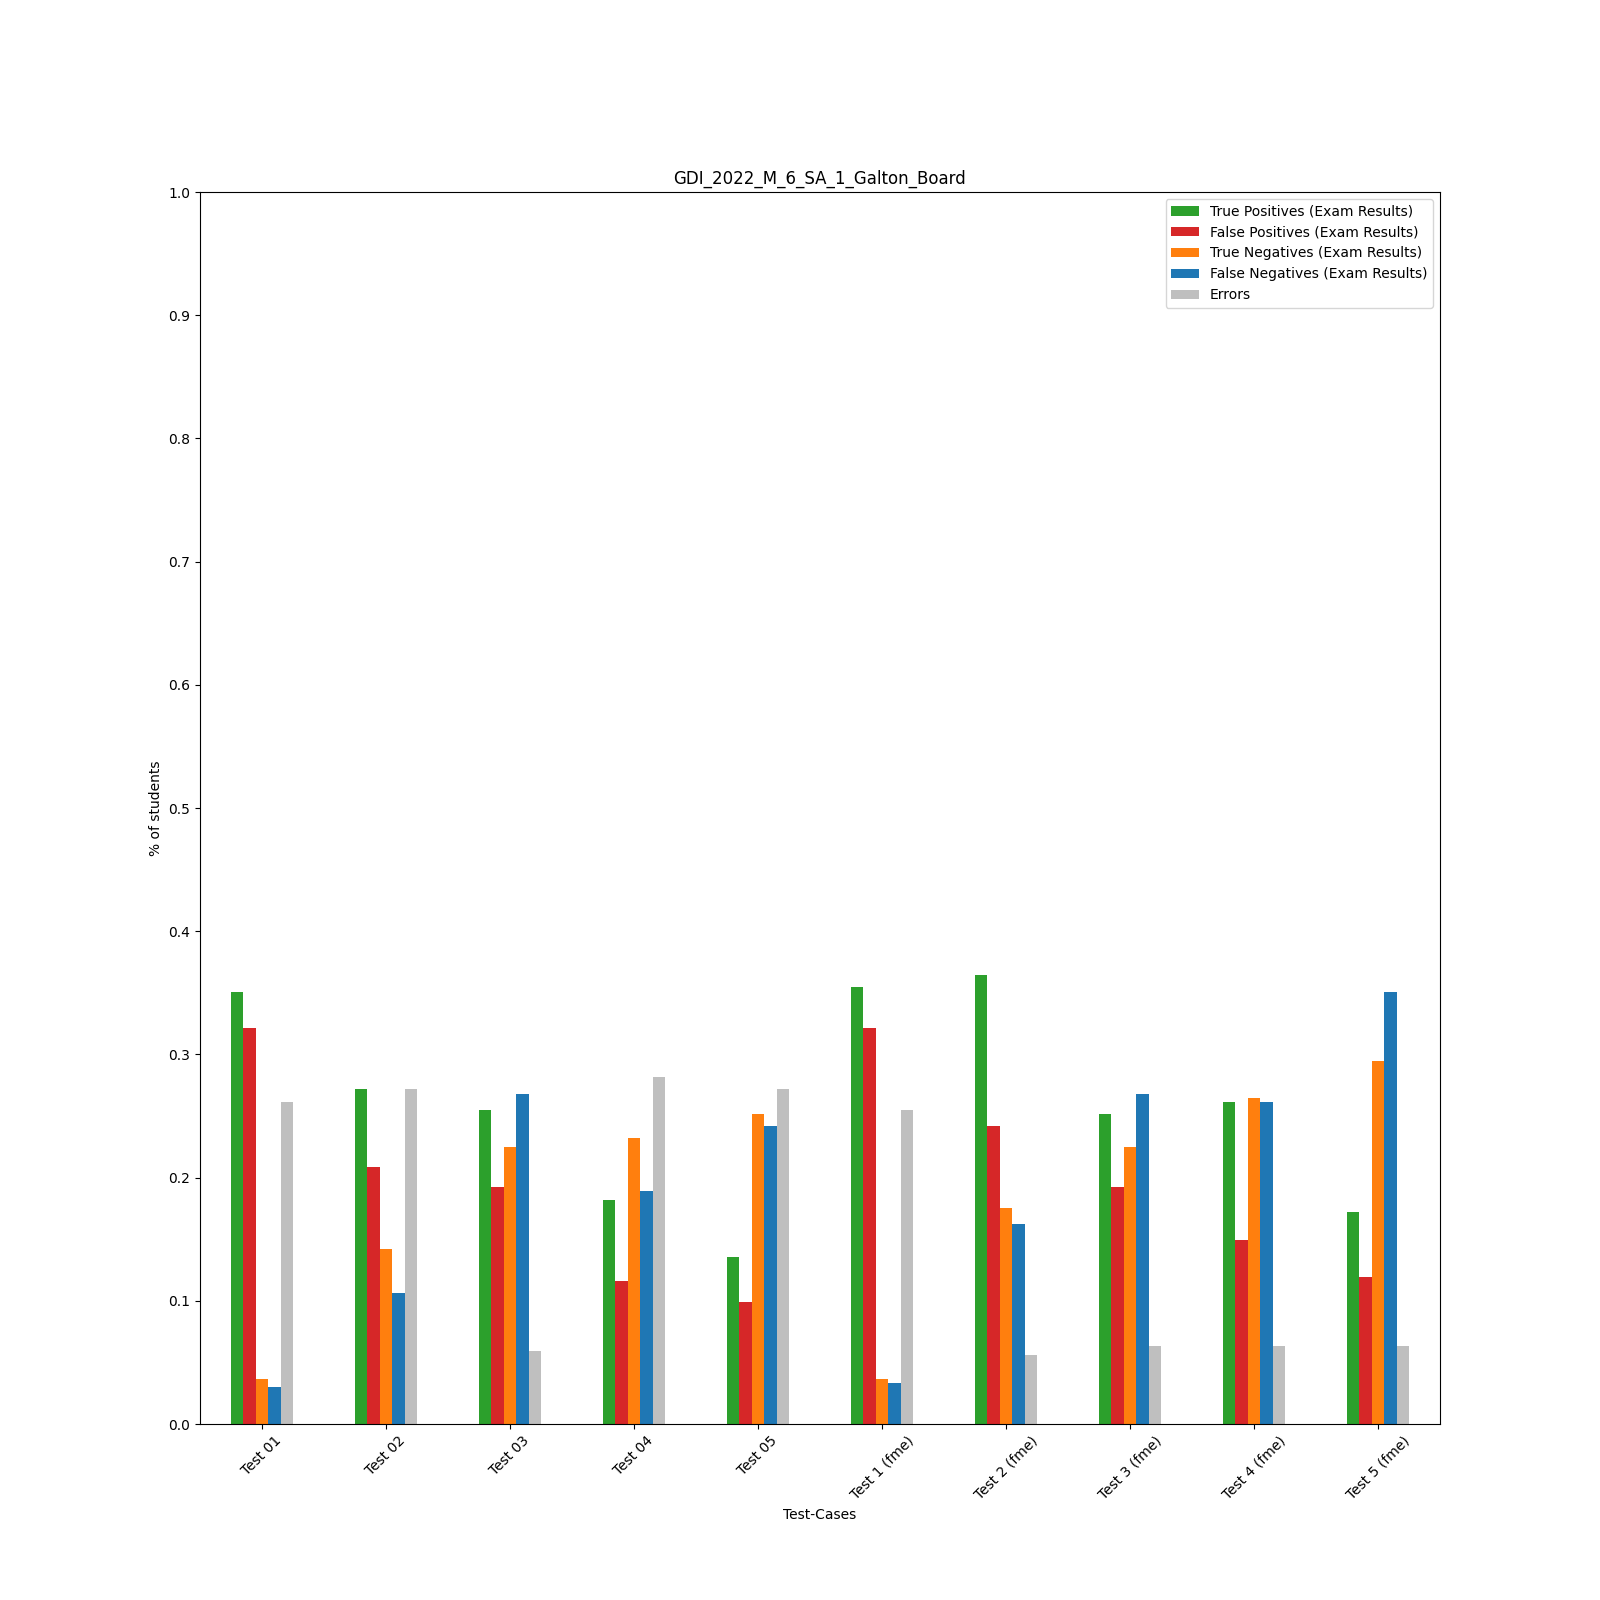 GDI_2022_M_6_SA_1_Galton_Board
True Positives (Exam Results)
False Positives (Exam Results)
True Negatives (Exam Results)
False Negatives (Exam Results)
Errors
1.0
0.9
0.8
0.7
0.6
0.5
0.4
0.3
0.2
0.1
0.0
% of students
Test 01
Test 02
Test 03
Test 04
Test 05
Test 1 (fme)
Test 2 (fme)
Test 3 (fme)
Test 4 (fme)
Test 5 (fme)
Test-Cases